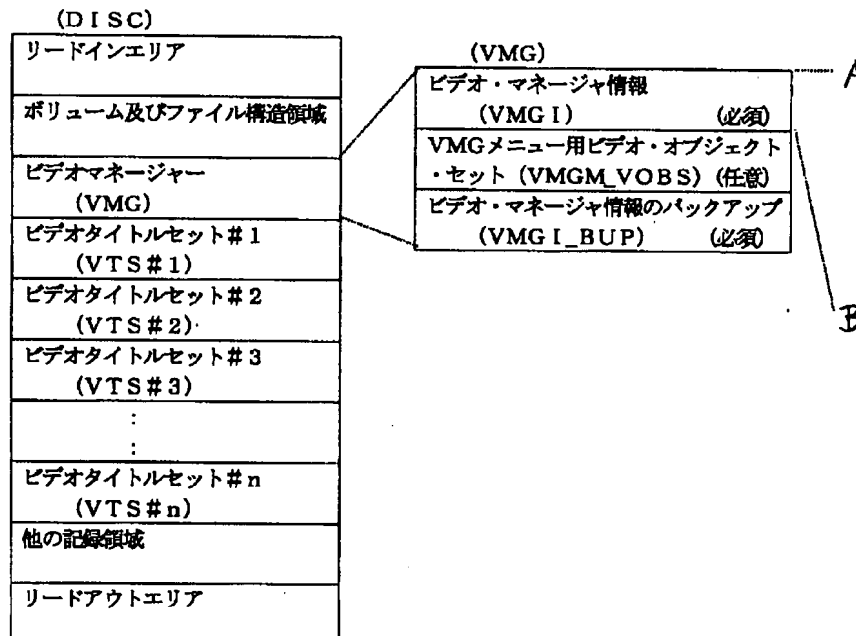 (DISC)
リードインエリア
ボリューム及びファイル構造領域
ビデオマネージャー
(VMG)
ビデオタイトルセット#1
(VTS#1)
ビデオタイトルセット#2
(VTS#2)
ビデオタイトルセット#3
(VTS#3)
:
:
ビデオタイトルセット#n
(VTS#n)
他の記録領域
リードアウトエリア
(VMG)
ビデオ・マネージャ情報
(VMGI) (必須)
VMGメニュー用ビデオ・オブジェクト
・セット (VMGM_VOBS) (任意)
ビデオ・マネージャ情報のバックアップ
(VMGI_BUP) (必須)
A
B